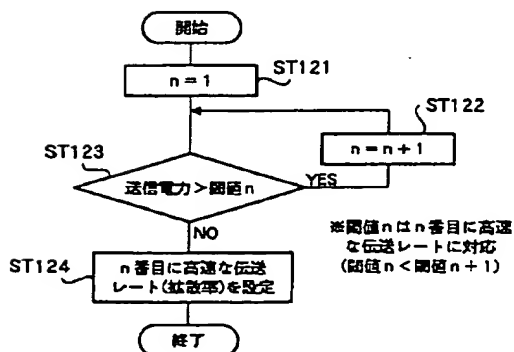 開始
n = 1
ST121
ST122
n = n + 1
ST123
送信電力＞閾値n
YES
NO
※閾値nはn番目に高速
な伝送レートに対応
(閾値n＜閾値n＋1)
ST124
n番目に高速な伝送
レート(拡散率)を設定
終了